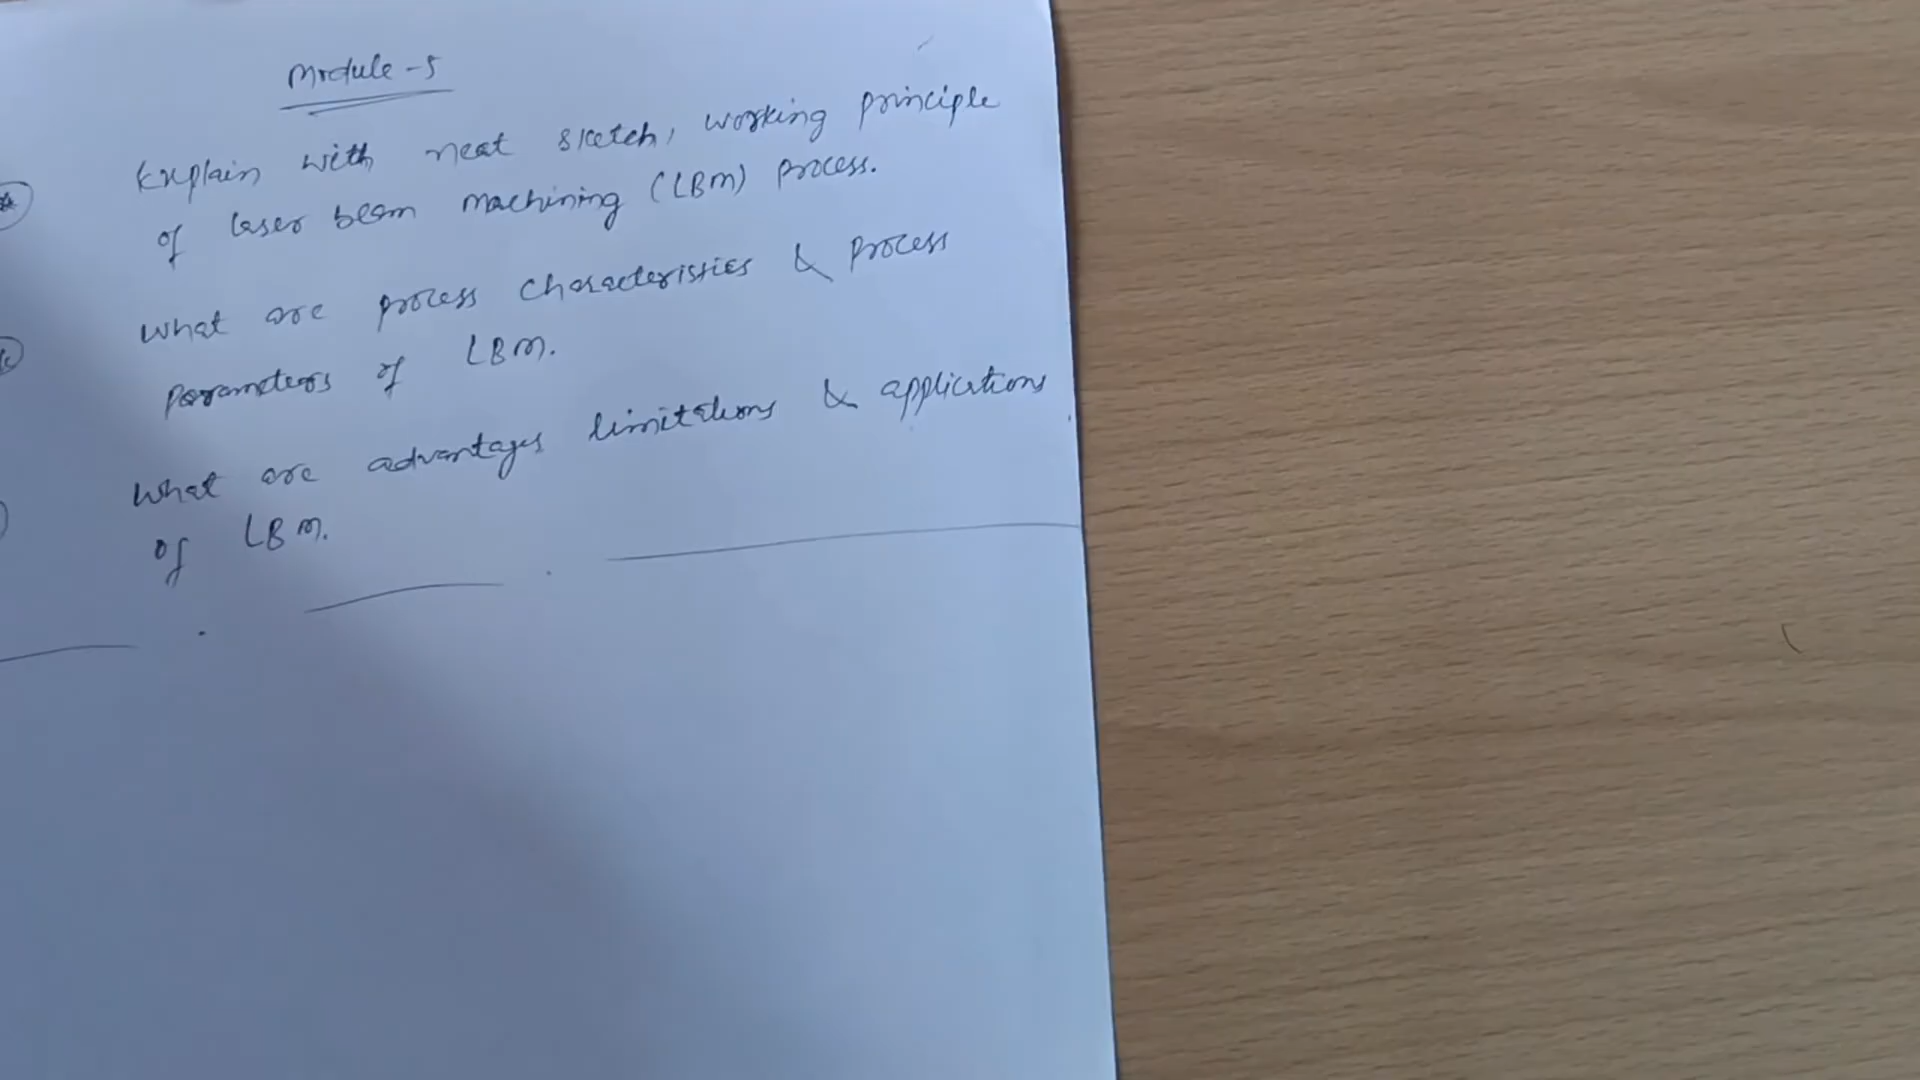 Module-5
Explain with neat sketch, working principle
of laser beam machining (LBM) process.
What are process characteristics & process
parameters of LBM.
What are advantages limitations & applications
of LBM.